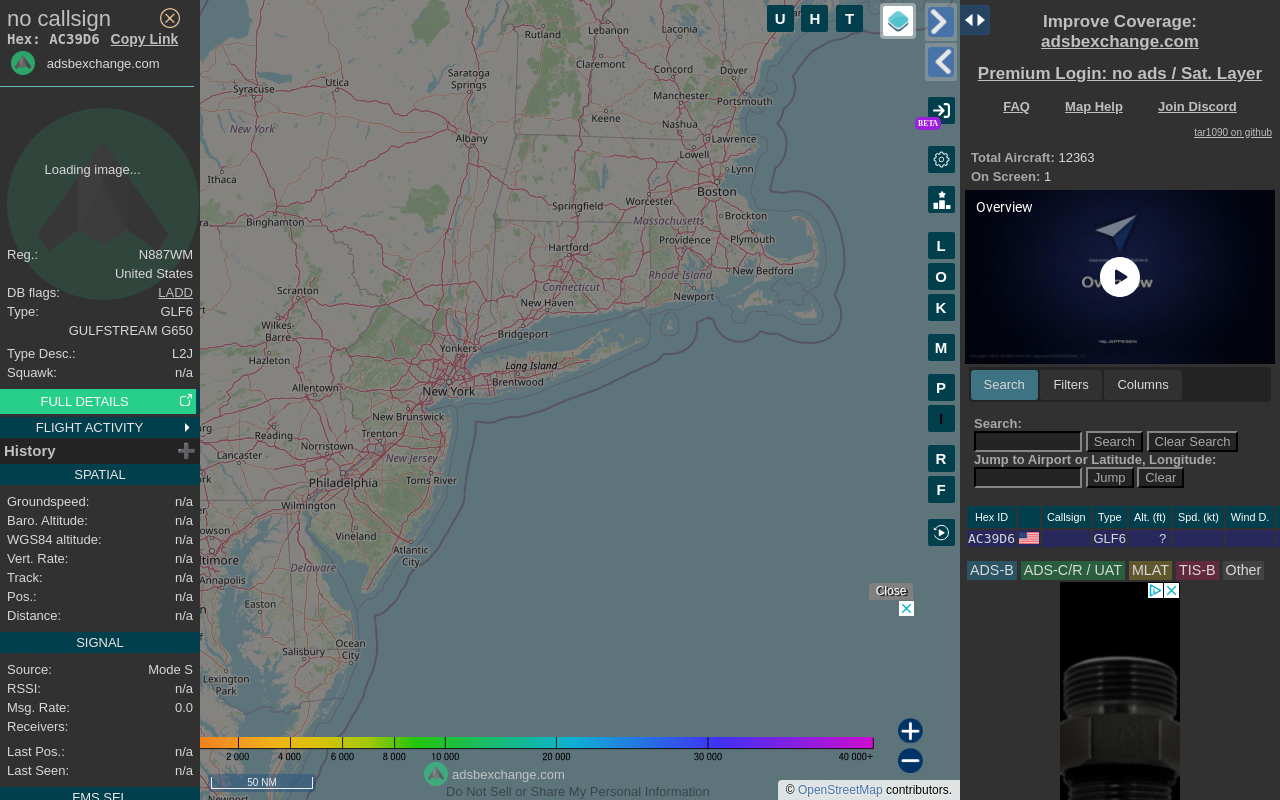 no callsign
Hex: AC39D6 Copy Link
adsbexchange.com
Loading image...
Reg.: N887WM
United States
DB flags: LADD
Type: GLF6
GULFSTREAM G650
Type Desc.: L2J
Squawk: n/a
FULL DETAILS
FLIGHT ACTIVITY
History
SPATIAL
Groundspeed: n/a
Baro. Altitude: n/a
WGS84 altitude: n/a
Vert. Rate: n/a
Track: n/a
Pos.: n/a
Distance: n/a
SIGNAL
Source: Mode S
RSSI: n/a
Msg. Rate: 0.0
Receivers:
Last Pos.: n/a
Last Seen: n/a
FMS SEL
U H T
BETA
L
O
K
M
P
I
R
F
Rutland
Lebanon
Laconia
Claremont
Concord
Dover
Utica
Saratoga Springs
Syracuse
Manchester
Portsmouth
Keene
Nashua
New York
Albany
Lawrence
Lowell
Lynn
Ithaca
Boston
Springfield
Worcester
Massachusetts
Brockton
Binghamton
Hartford
Providence
Plymouth
Rhode Island
New Bedford
Connecticut
Scranton
New Haven
Newport
Wilkes-Barre
Bridgeport
Yonkers
Hazleton
Long Island
Brentwood
Allentown
New York
New Brunswick
Reading
Trenton
Norristown
Lancaster
New Jersey
Philadelphia
Toms River
Wilmington
Vineland
Atlantic City
Delaware
Annapolis
Easton
Ocean City
Salisbury
Lexington Park
Close
2 000 4 000 6 000 8 000 10 000 20 000 30 000 40 000+
50 NM
adsbexchange.com
Do Not Sell or Share My Personal Information
© OpenStreetMap contributors.
Improve Coverage:
adsbexchange.com
Premium Login: no ads / Sat. Layer
FAQ Map Help Join Discord
tar1090 on github
Total Aircraft: 12363
On Screen: 1
Overview
JEPPESEN
Search Filters Columns
Search:
Search Clear Search
Jump to Airport or Latitude, Longitude:
Jump Clear
Hex ID Callsign Type Alt. (ft) Spd. (kt) Wind D.
AC39D6 GLF6 ?
ADS-B ADS-C/R / UAT MLAT TIS-B Other